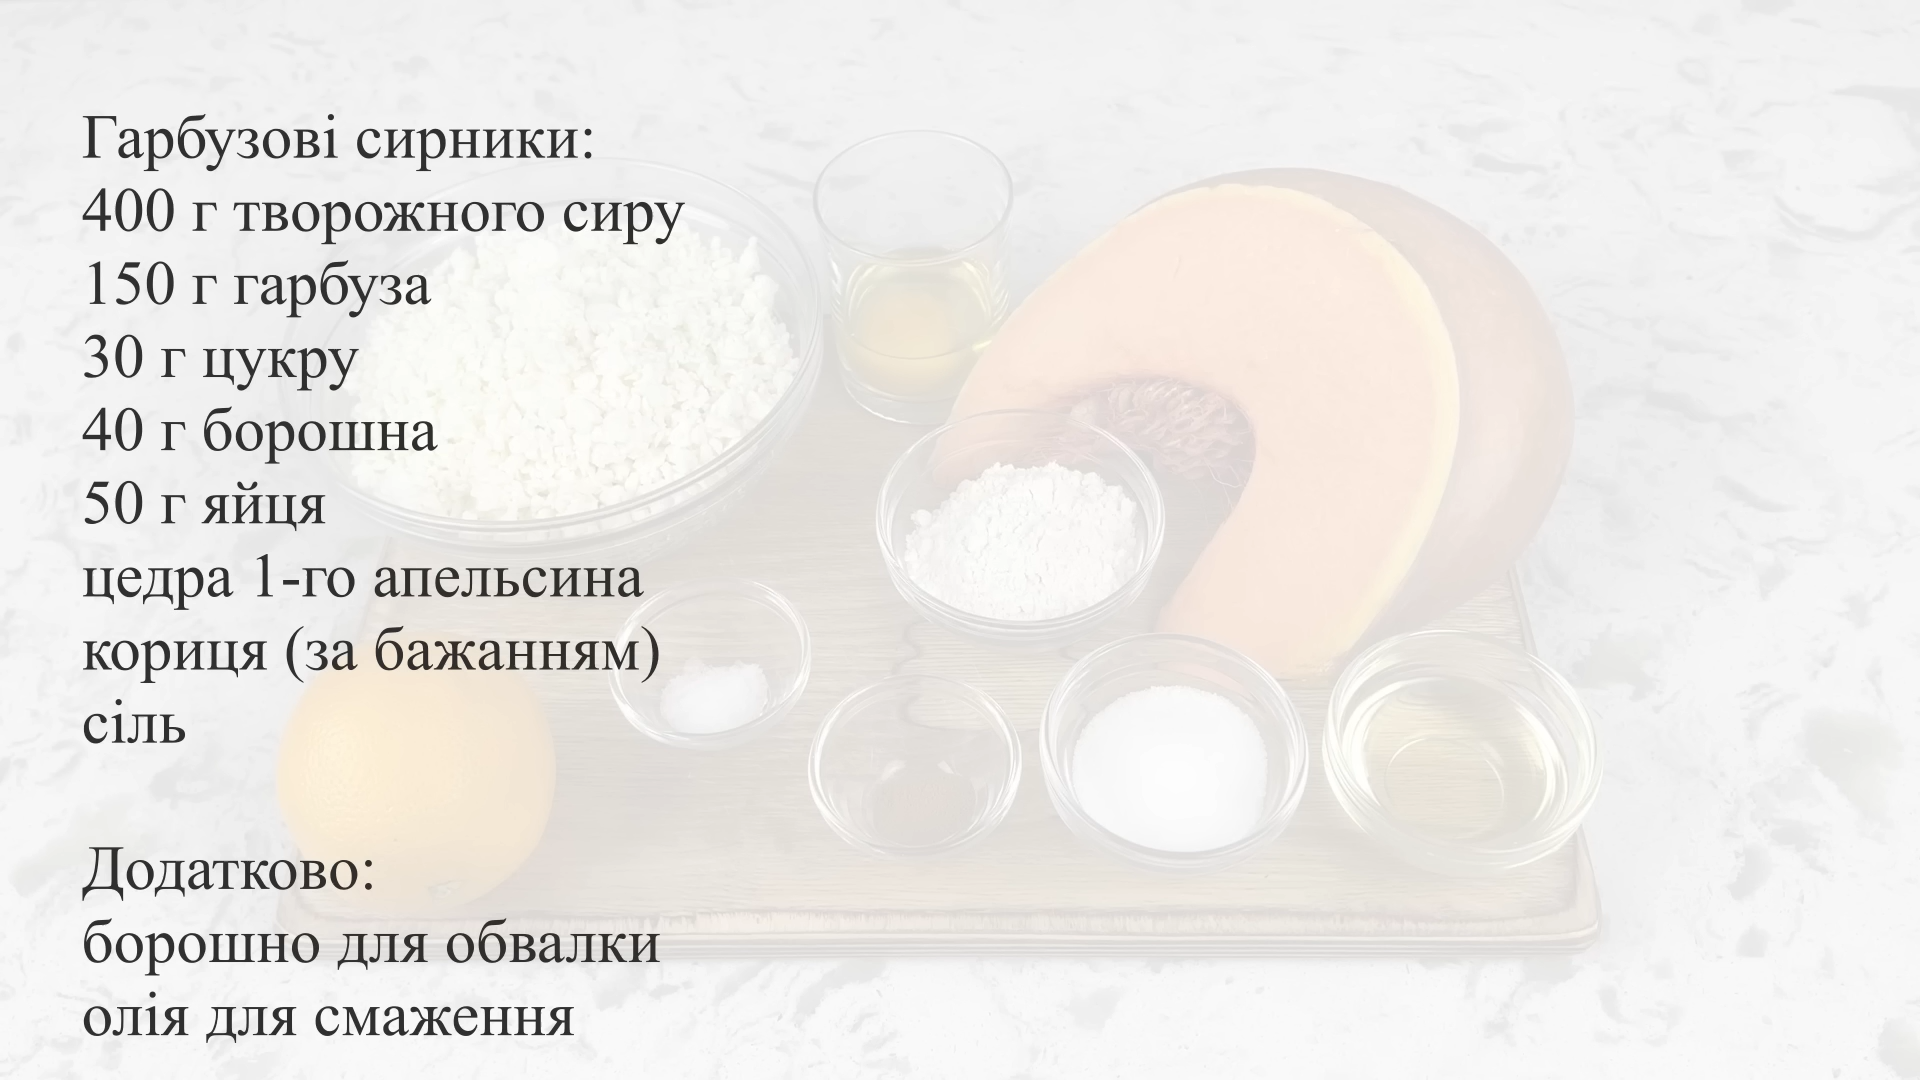 Гарбузові сирники:
400 г творожного сиру
150 г гарбуза
30 г цукру
40 г борошна
50 г яйця
цедра 1-го апельсина
кориця (за бажанням)
сіль
Додатково:
борошно для обвалки
олія для смаження